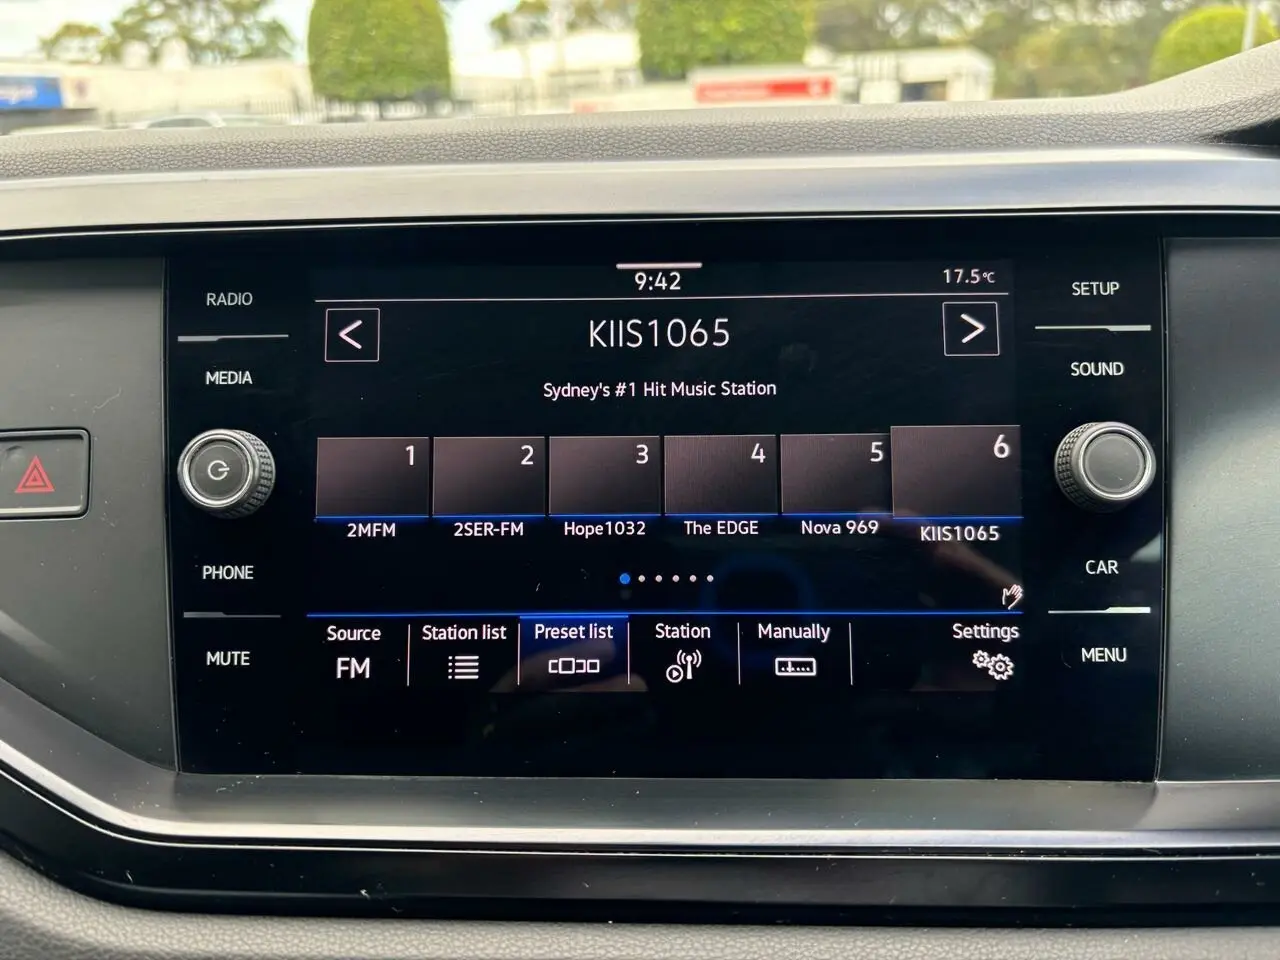 9:42
17.5°C
RADIO
MEDIA
PHONE
MUTE
KIIS1065
Sydney's #1 Hit Music Station
1 2 3 4 5 6
2MFM 2SER-FM Hope1032 The EDGE Nova 969 KIIS1065
Source Station list Preset list Station Manually Settings
FM
SETUP
SOUND
CAR
MENU